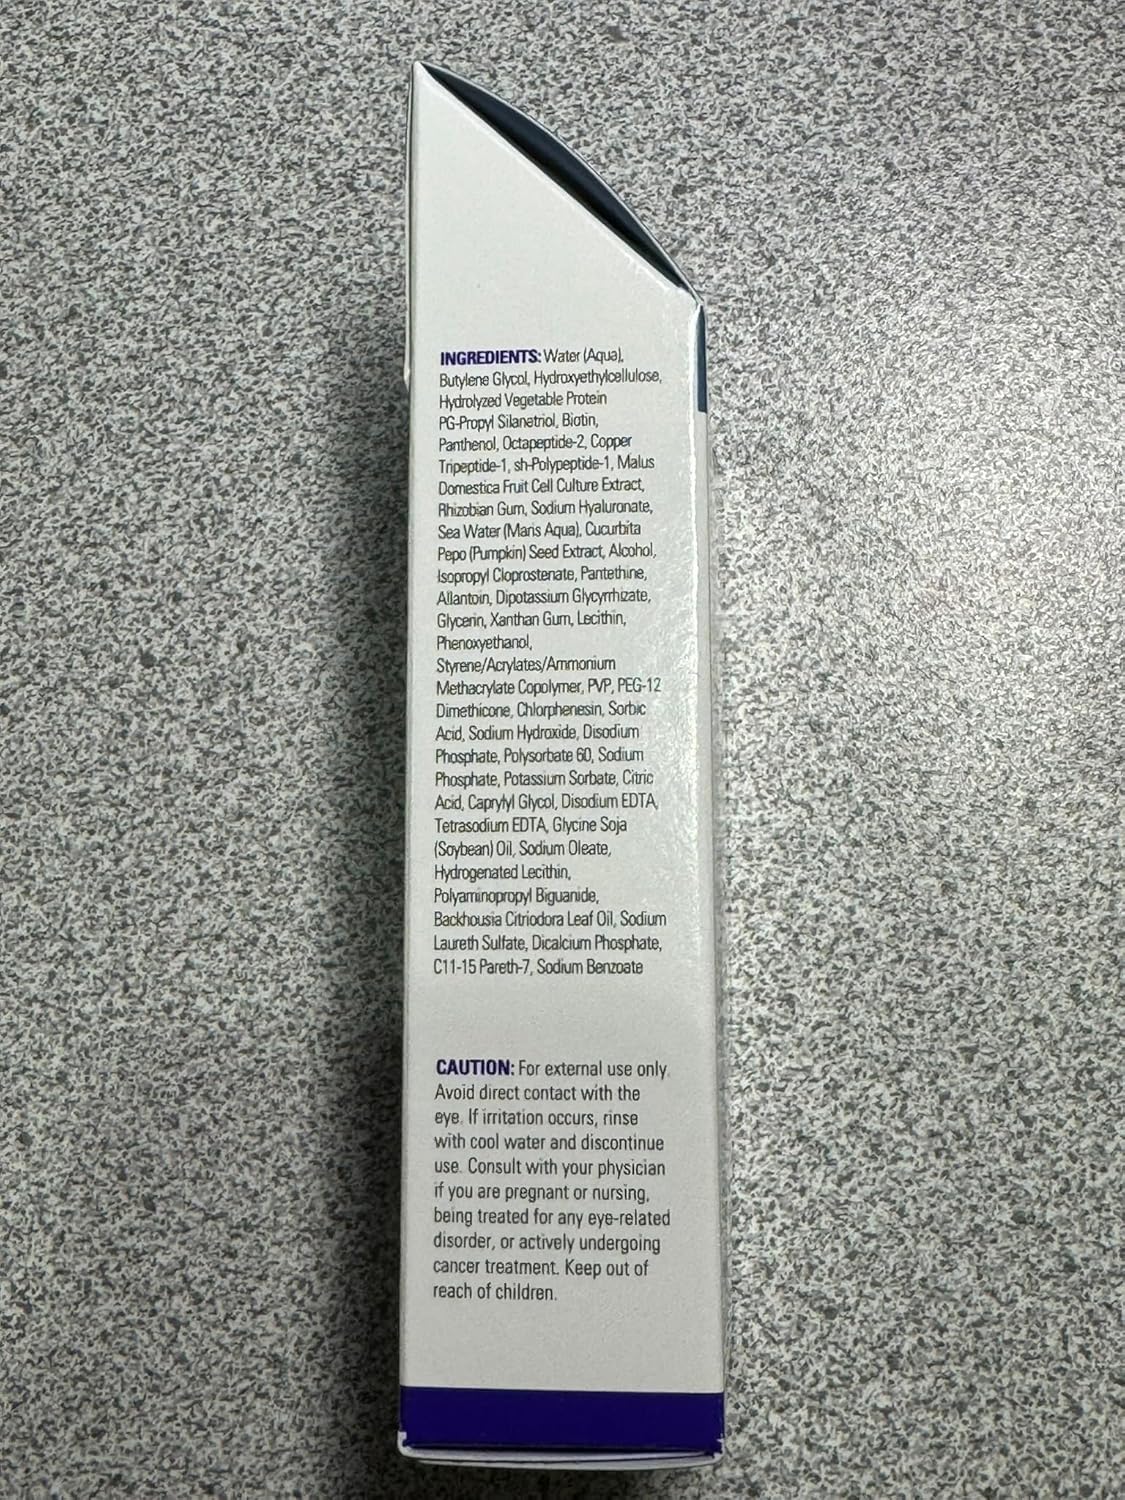 INGREDIENTS: Water (Aqua),
Butylene Glycol, Hydroxyethylcellulose,
Hydrolyzed Vegetable Protein
PG-Propyl Silanetriol, Biotin,
Panthenol, Octapeptide-2, Copper
Tripeptide-1, sh-Polypeptide-1, Malus
Domestica Fruit Cell Culture Extract,
Rhizobian Gum, Sodium Hyaluronate,
Sea Water (Maris Aqua), Cucurbita
Pepo (Pumpkin) Seed Extract, Alcohol,
Isopropyl Cloprostenate, Pantethine,
Allantoin, Dipotassium Glycyrrhizate,
Glycerin, Xanthan Gum, Lecithin,
Phenoxyethanol,
Styrene/Acrylates/Ammonium
Methacrylate Copolymer, PVP, PEG-12
Dimethicone, Chlorphenesin, Sorbic
Acid, Sodium Hydroxide, Disodium
Phosphate, Polysorbate 60, Sodium
Phosphate, Potassium Sorbate, Citric
Acid, Caprylyl Glycol, Disodium EDTA,
Tetrasodium EDTA, Glycine Soja
(Soybean) Oil, Sodium Oleate,
Hydrogenated Lecithin,
Polyaminopropyl Biguanide,
Backhousia Citriodora Leaf Oil, Sodium
Laureth Sulfate, Dicalcium Phosphate,
C11-15 Pareth-7, Sodium Benzoate
CAUTION: For external use only.
Avoid direct contact with the
eye. If irritation occurs, rinse
with cool water and discontinue
use. Consult with your physician
if you are pregnant or nursing,
being treated for any eye-related
disorder, or actively undergoing
cancer treatment. Keep out of
reach of children.